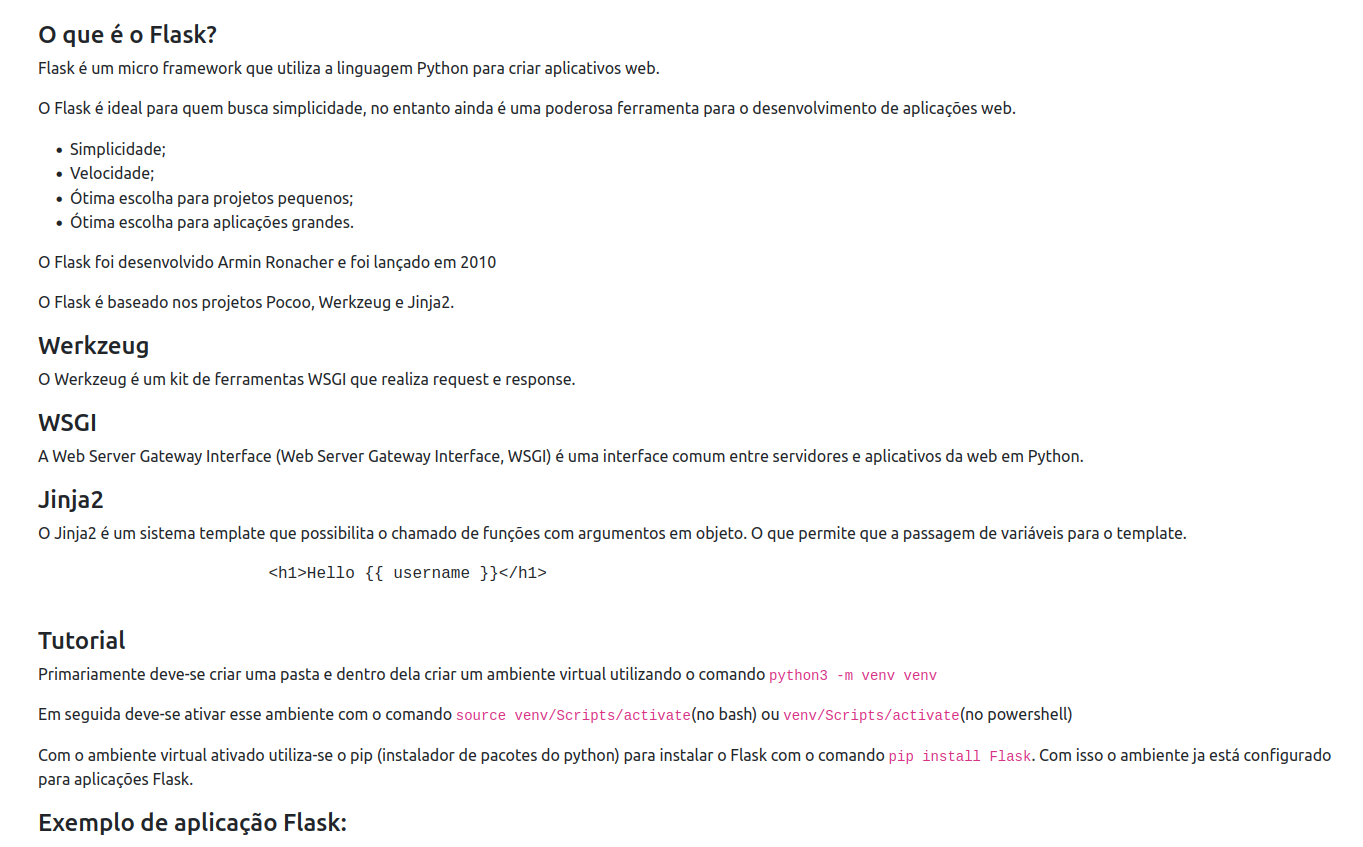 O que é o Flask?
Flask é um micro framework que utiliza a linguagem Python para criar aplicativos web.
O Flask é ideal para quem busca simplicidade, no entanto ainda é uma poderosa ferramenta para o desenvolvimento de aplicações web.
• Simplicidade;
• Velocidade;
• Ótima escolha para projetos pequenos;
• Ótima escolha para aplicações grandes.
O Flask foi desenvolvido Armin Ronacher e foi lançado em 2010
O Flask é baseado nos projetos Pocoo, Werkzeug e Jinja2.
Werkzeug
O Werkzeug é um kit de ferramentas WSGI que realiza request e response.
WSGI
A Web Server Gateway Interface (Web Server Gateway Interface, WSGI) é uma interface comum entre servidores e aplicativos da web em Python.
Jinja2
O Jinja2 é um sistema template que possibilita o chamado de funções com argumentos em objeto. O que permite que a passagem de variáveis para o template.
<h1>Hello {{ username }}</h1>
Tutorial
Primariamente deve-se criar uma pasta e dentro dela criar um ambiente virtual utilizando o comando python3 -m venv venv
Em seguida deve-se ativar esse ambiente com o comando source venv/Scripts/activate(no bash) ou venv/Scripts/activate(no powershell)
Com o ambiente virtual ativado utiliza-se o pip (instalador de pacotes do python) para instalar o Flask com o comando pip install Flask. Com isso o ambiente ja está configurado
para aplicações Flask.
Exemplo de aplicação Flask: